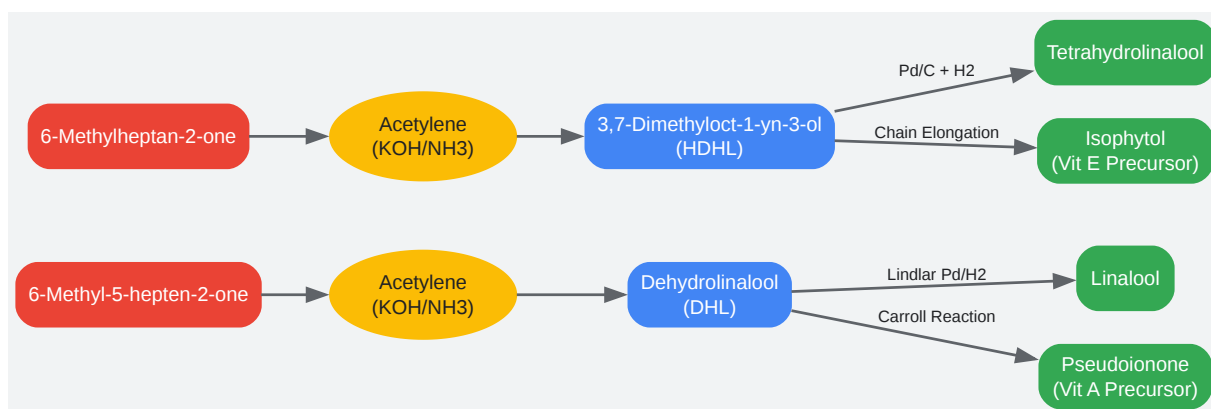 6-Methylheptan-2-one
Acetylene
(KOH/NH3)
3,7-Dimethyloct-1-yn-3-ol
(HDHL)
Pd/C + H2
Tetrahydrolinalool
Chain Elongation
Isophytol
(Vit E Precursor)
6-Methyl-5-hepten-2-one
Acetylene
(KOH/NH3)
Dehydrolinalool
(DHL)
Lindlar Pd/H2
Linalool
Carroll Reaction
Pseudoionone
(Vit A Precursor)